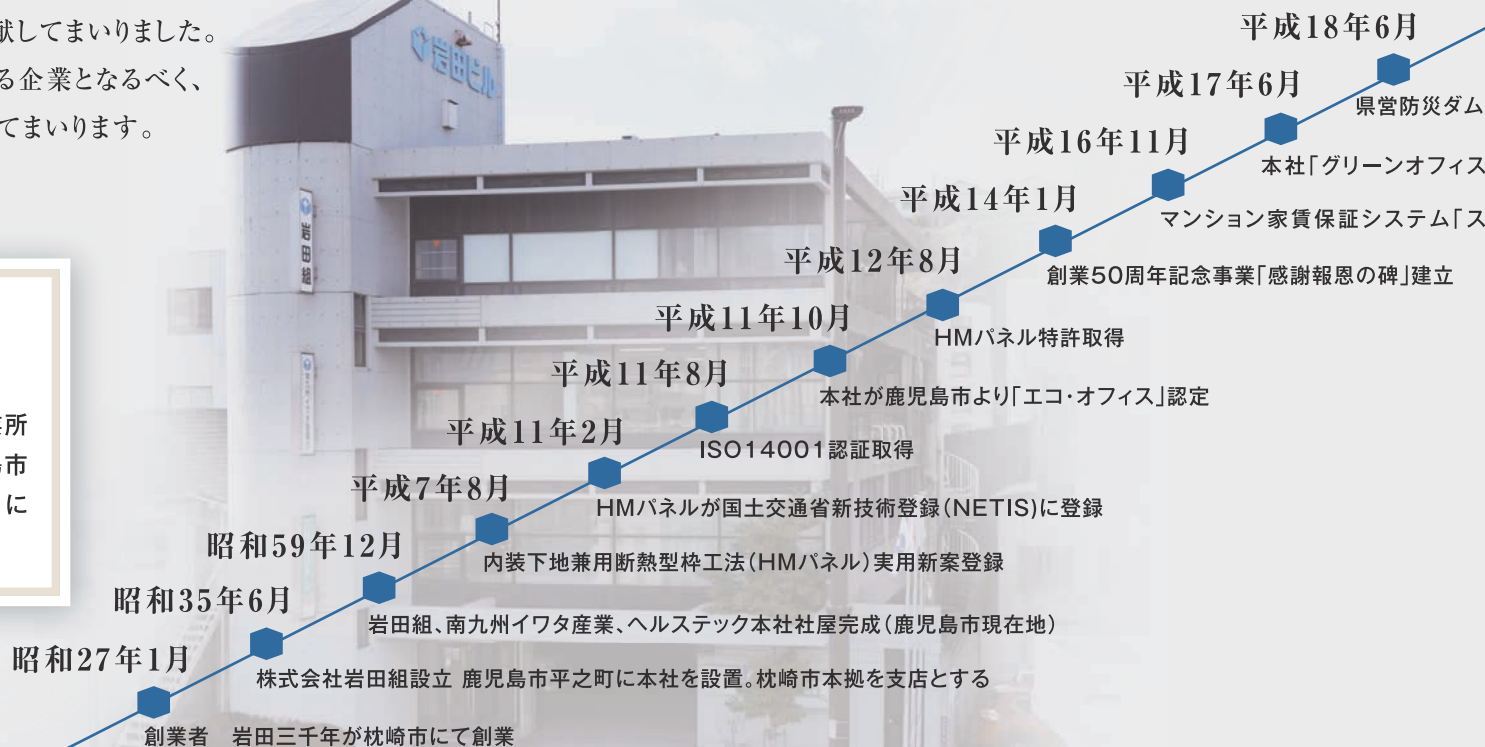 献してまいりました。
る企業となるべく、
てまいります。
岩田ビル
岩田組
所
市
に
平成18年6月
県営防災ダム
平成17年6月
本社「グリーンオフィス
平成16年11月
マンション家賃保証システム「ス
平成14年1月
創業50周年記念事業「感謝報恩の碑」建立
平成12年8月
HMパネル特許取得
平成11年10月
本社が鹿児島市より「エコ・オフィス」認定
平成11年8月
ISO14001認証取得
平成11年2月
HMパネルが国土交通省新技術登録(NETIS)に登録
平成7年8月
内装下地兼用断熱型枠工法(HMパネル)実用新案登録
昭和59年12月
岩田組、南九州イワタ産業、ヘルステック本社社屋完成(鹿児島市現在地)
昭和35年6月
株式会社岩田組設立 鹿児島市平之町に本社を設置。枕崎市本拠を支店とする
昭和27年1月
創業者 岩田三千年が枕崎市にて創業